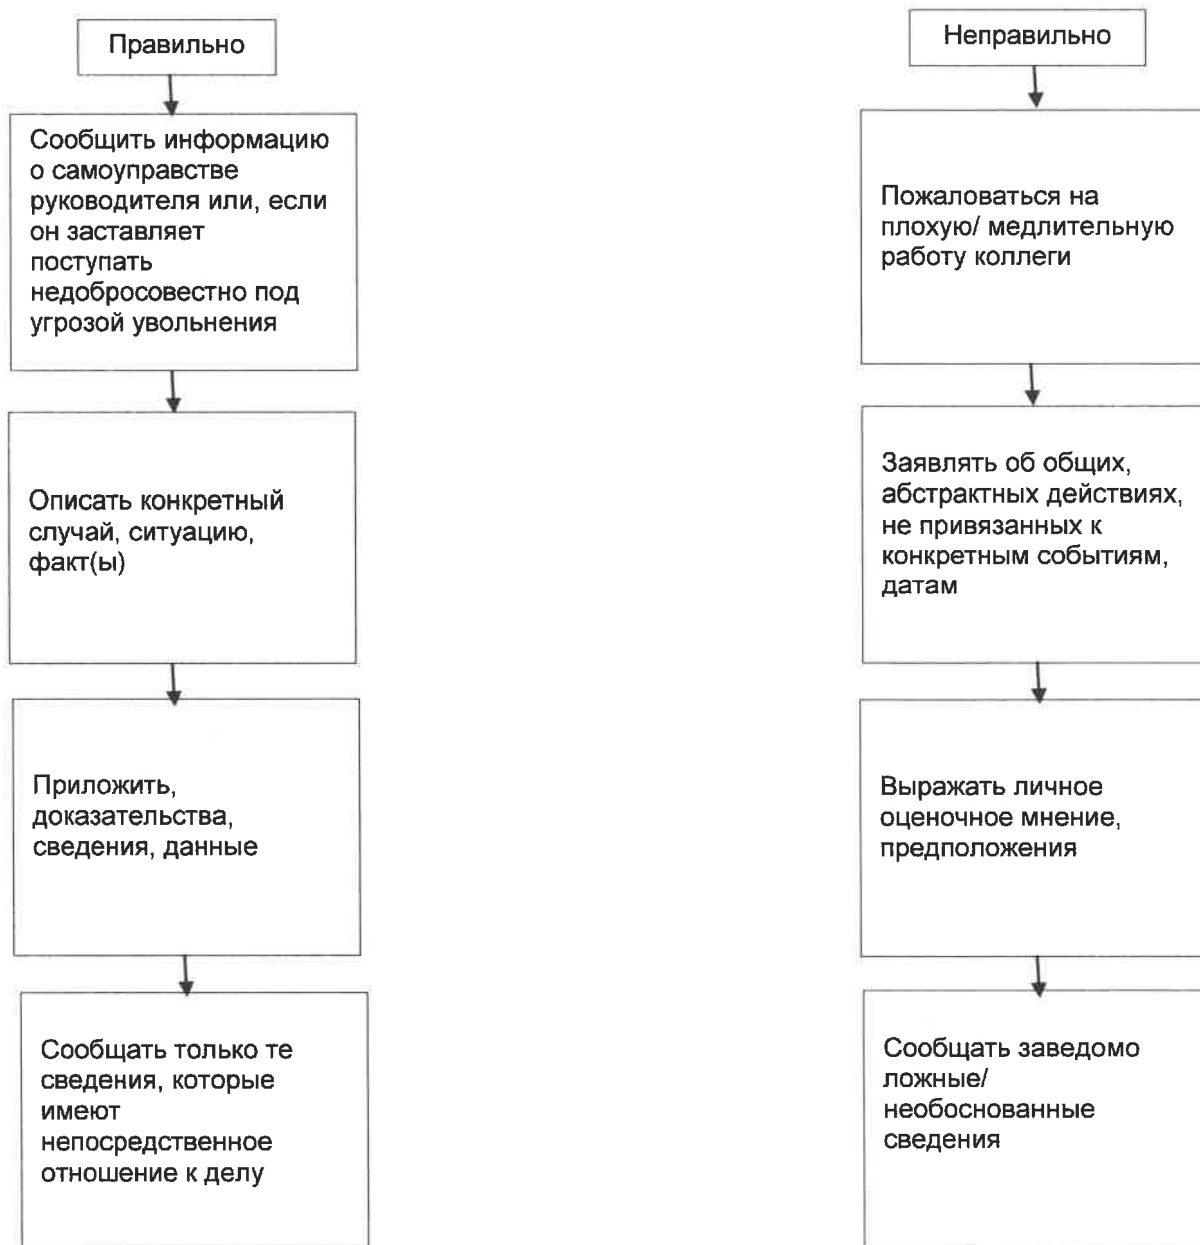 Правильно
Сообщить информацию
о самоуправстве
руководителя или, если
он заставляет
поступать
недобросовестно под
угрозой увольнения
Описать конкретный
случай, ситуацию,
факт(ы)
Приложить,
доказательства,
сведения, данные
Сообщать только те
сведения, которые
имеют
непосредственное
отношение к делу
Неправильно
Пожаловаться на
плохую/ медлительную
работу коллеги
Заявлять об общих,
абстрактных действиях,
не привязанных к
конкретным событиям,
датам
Выражать личное
оценочное мнение,
предположения
Сообщать заведомо
ложные/
необоснованные
сведения